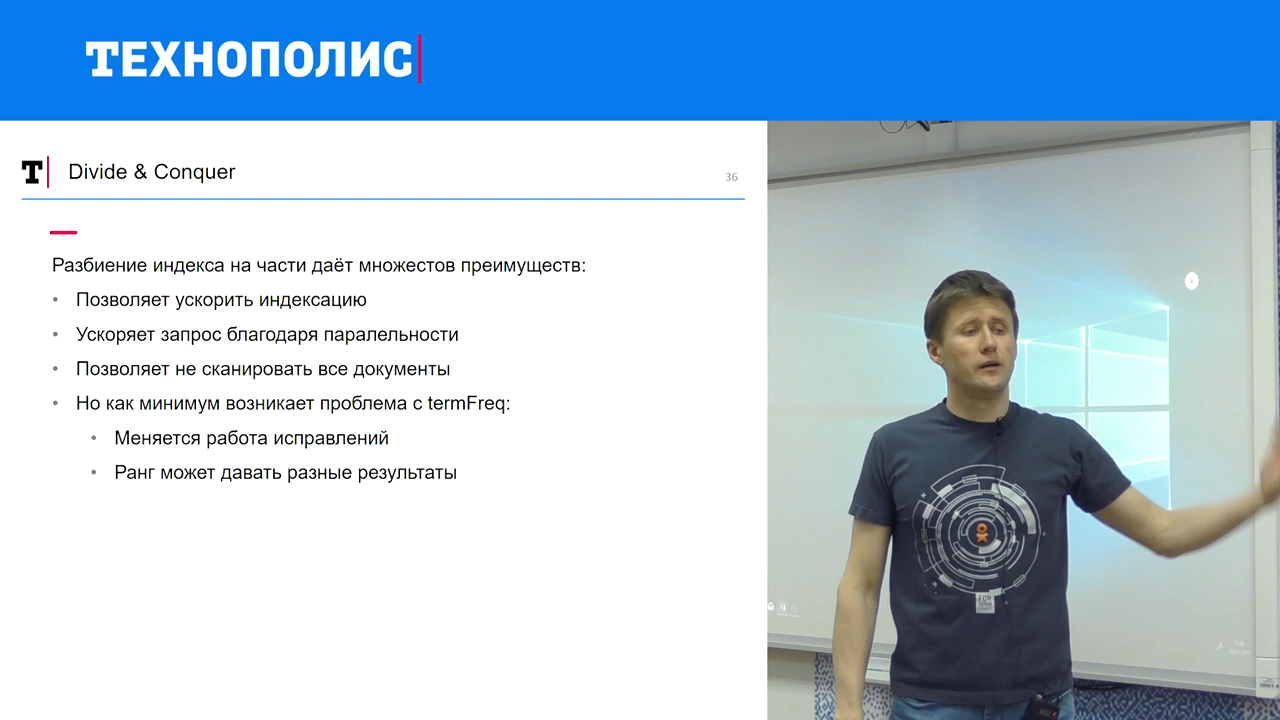 ТЕХНОПОЛИС
T
Divide & Conquer
36
Разбиение индекса на части даёт множестов преимуществ:
• Позволяет ускорить индексацию
• Ускоряет запрос благодаря паралельности
• Позволяет не сканировать все документы
• Но как минимум возникает проблема с termFreq:
• Меняется работа исправлений
• Ранг может давать разные результаты
FOR